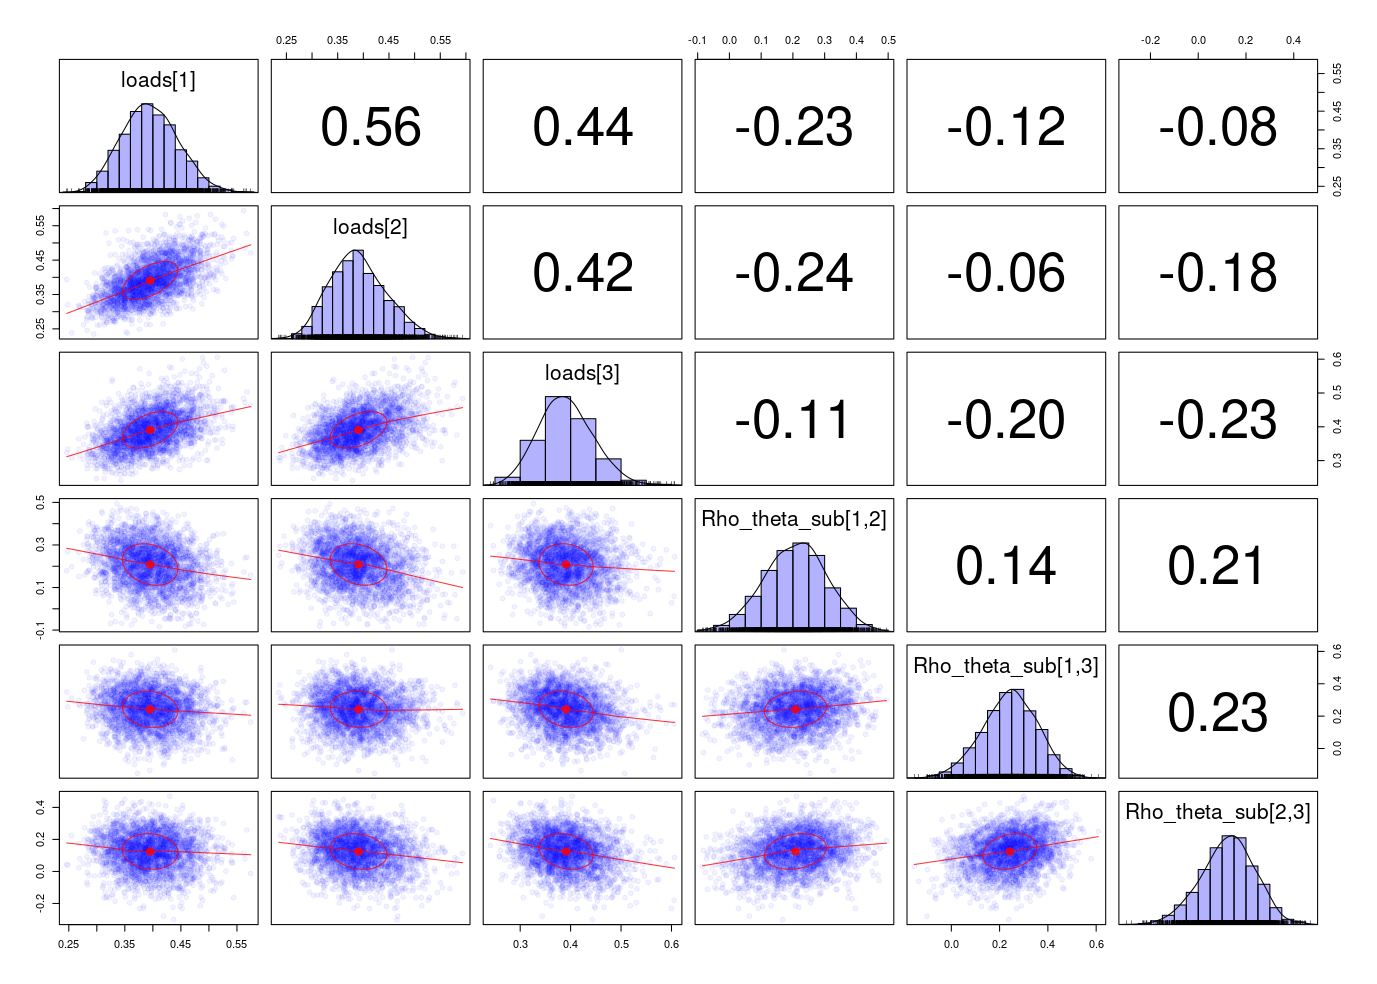 0.25 0.35 0.45 0.55 -0.1 0.0 0.1 0.2 0.3 0.4 0.5 -0.2 0.0 0.2 0.4
loads[1] 0.56 0.44 -0.23 -0.12 -0.08 0.25 0.35 0.45 0.55
0.25 0.35 0.45 0.55 loads[2] 0.42 -0.24 -0.06 -0.18
loads[3] -0.11 -0.20 -0.23 0.3 0.4 0.5 0.6
-0.1 0.1 0.3 0.5 Rho_theta_sub[1,2] 0.14 0.21
Rho_theta_sub[1,3] 0.23 0.0 0.2 0.4 0.6
-0.2 0.0 0.2 0.4 Rho_theta_sub[2,3]
0.25 0.35 0.45 0.55 0.3 0.4 0.5 0.6 0.0 0.2 0.4 0.6